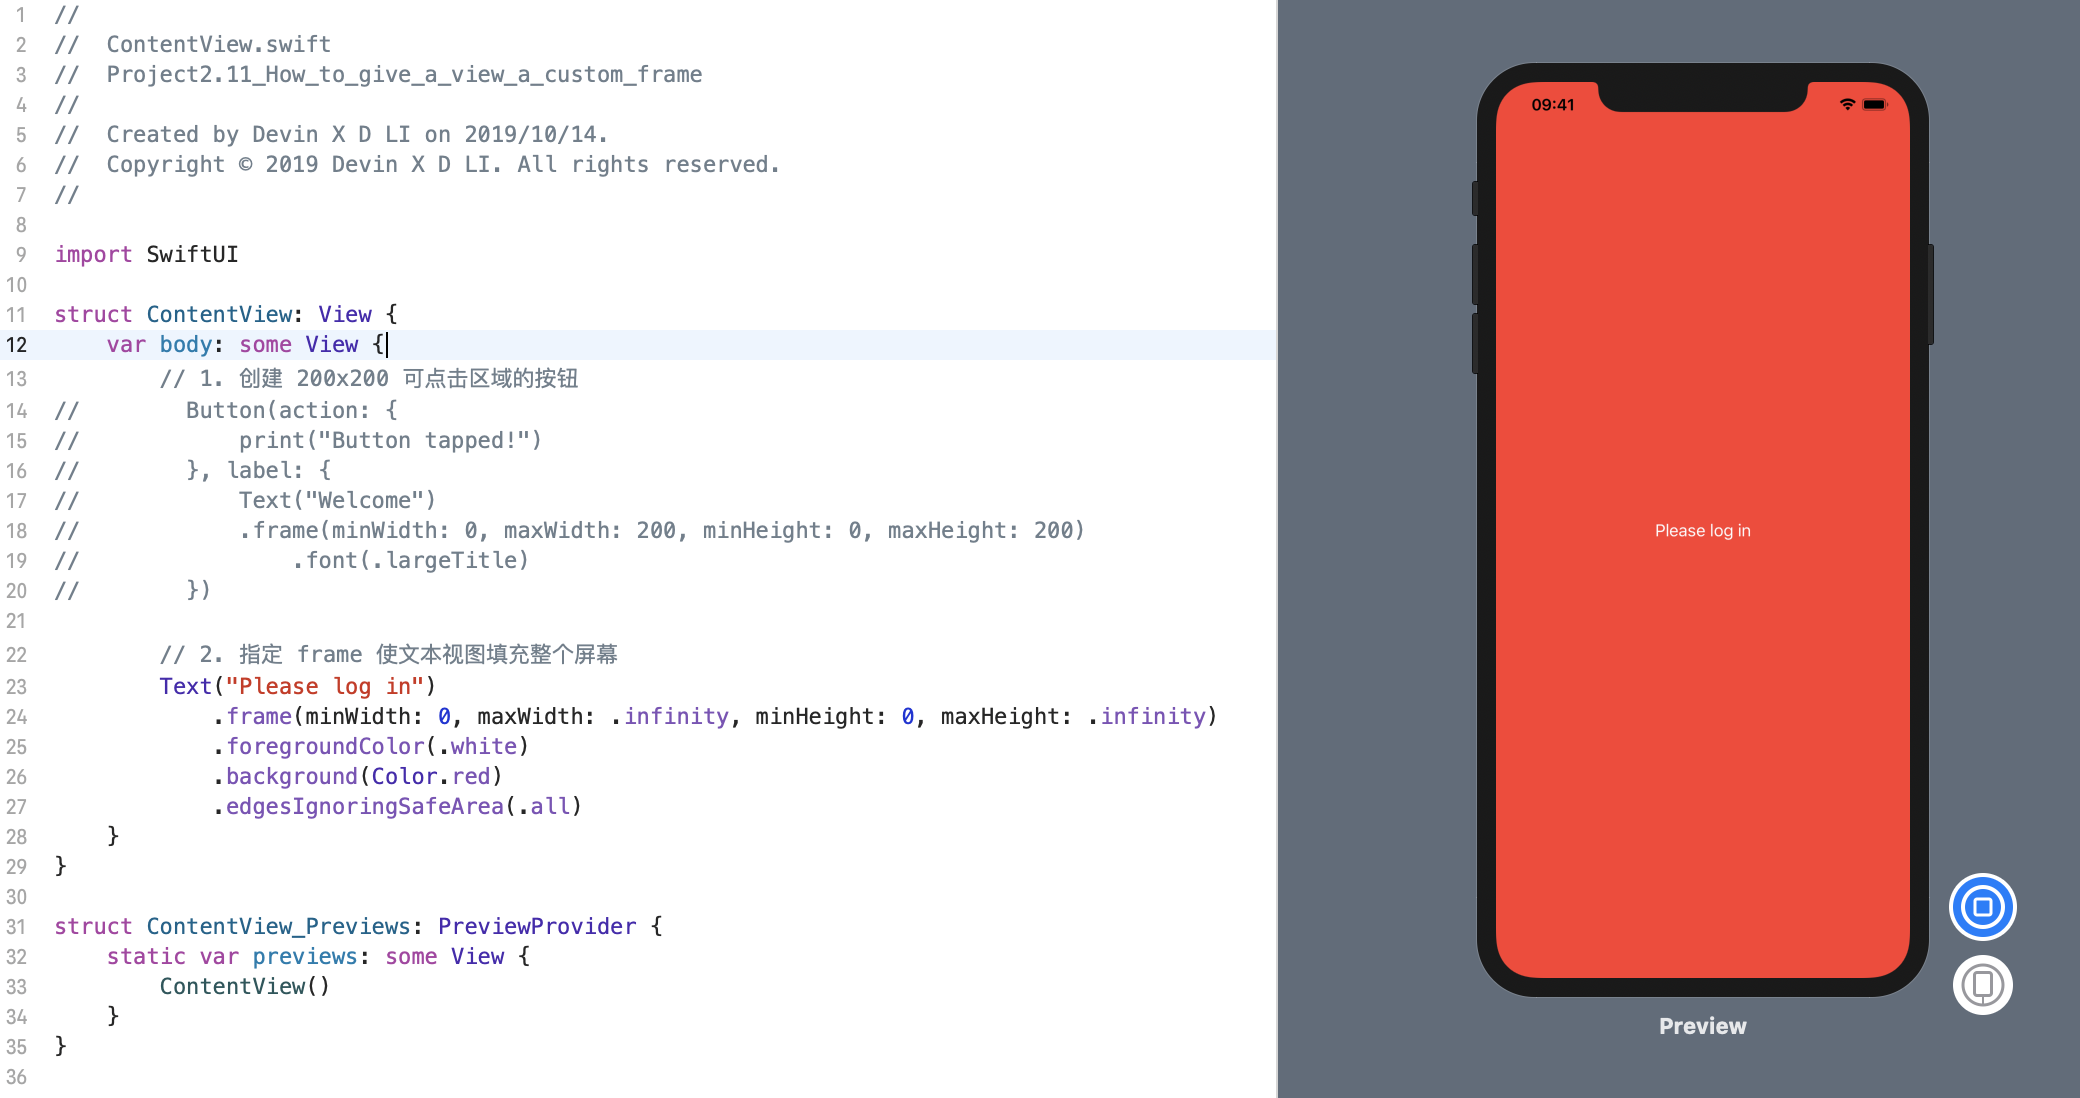 1 //
2 //  ContentView.swift
3 //  Project2.11_How_to_give_a_view_a_custom_frame
4 //
5 //  Created by Devin X D LI on 2019/10/14.
6 //  Copyright © 2019 Devin X D LI. All rights reserved.
7 //
8
9 import SwiftUI
10
11 struct ContentView: View {
12     var body: some View {
13         // 1. 创建 200x200 可点击区域的按钮
14 //        Button(action: {
15 //            print("Button tapped!")
16 //        }, label: {
17 //            Text("Welcome")
18 //            .frame(minWidth: 0, maxWidth: 200, minHeight: 0, maxHeight: 200)
19 //                .font(.largeTitle)
20 //        })
21
22         // 2. 指定 frame 使文本视图填充整个屏幕
23         Text("Please log in")
24             .frame(minWidth: 0, maxWidth: .infinity, minHeight: 0, maxHeight: .infinity)
25             .foregroundColor(.white)
26             .background(Color.red)
27             .edgesIgnoringSafeArea(.all)
28     }
29 }
30
31 struct ContentView_Previews: PreviewProvider {
32     static var previews: some View {
33         ContentView()
34     }
35 }
36
09:41
Please log in
Preview